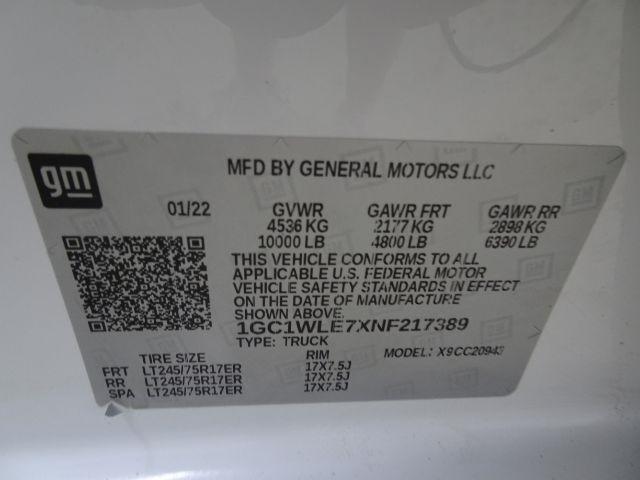 gm
MFD BY GENERAL MOTORS LLC
01/22 GVWR GAWR FRT GAWR RR
4536 KG 2177 KG 2898 KG
10000 LB 4800 LB 6390 LB
THIS VEHICLE CONFORMS TO ALL
APPLICABLE U.S. FEDERAL MOTOR
VEHICLE SAFETY STANDARDS IN EFFECT
ON THE DATE OF MANUFACTURE
SHOWN ABOVE.
1GC1WLE7XNF217389
TYPE: TRUCK MODEL: X9CC20943
TIRE SIZE RIM
FRT LT245/75R17ER 17X7.5J
RR LT245/75R17ER 17X7.5J
SPA LT245/75R17ER 17X7.5J